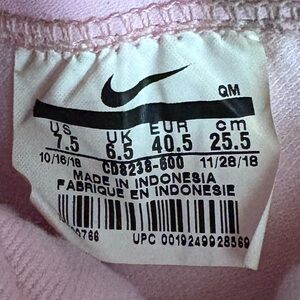 QM
US UK EUR cm
7.5 6.5 40.5 25.5
10/16/18 CD8238-600 11/28/18
MADE IN INDONESIA
FABRIQUE EN INDONESIE
UPC 0019249928569